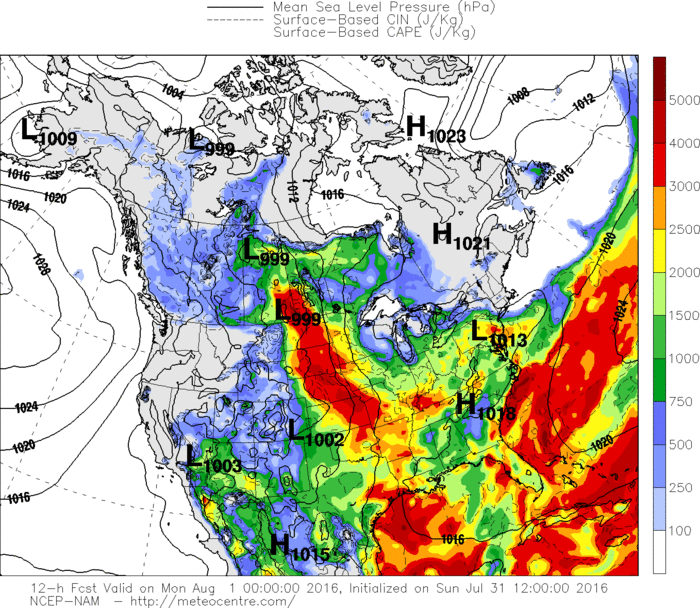 Mean Sea Level Pressure (hPa)
Surface-Based CIN (J/Kg)
Surface-Based CAPE (J/Kg)
1004
1008
1012
L1009
L999
H1023
5000
4000
3000
2500
2000
1500
1000
750
500
250
100
1016
1020
1024
1028
1012
1016
1016
H1021
1020
L999
1024
L999
L1013
H1018
1024
1020
1016
L1002
L1003
1020
H1015
1016
12-h Fcst Valid on Mon Aug 1 00:00:00 2016, Initialized on Sun Jul 31 12:00:00 2016
NCEP-NAM - http://meteocentre.com/